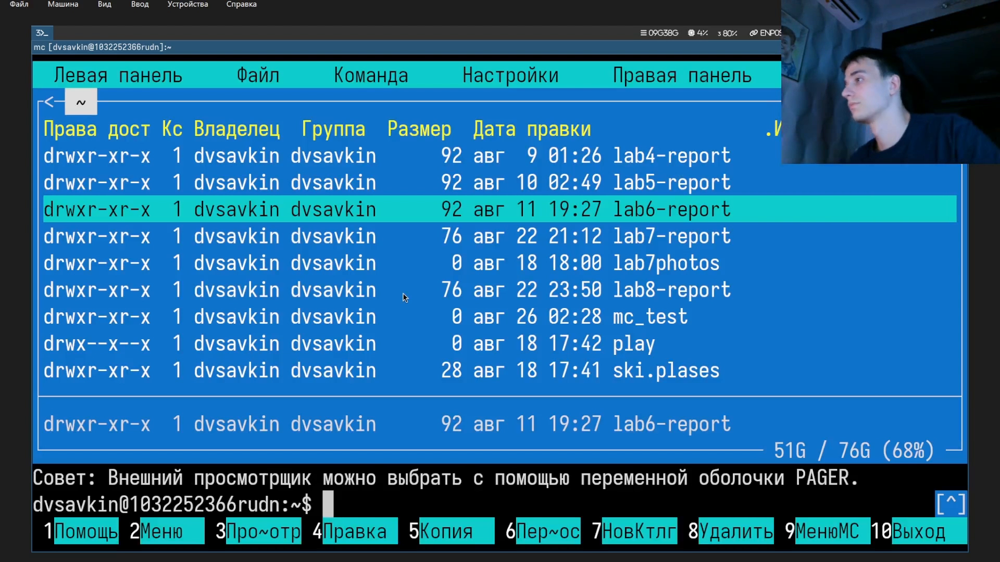 Файл Машина Вид Ввод Устройства Справка
3>_ 09G38G 4% 3 80% ENP0S
mc [dvsavkin@1032252366rudn]:~
Левая панель Файл Команда Настройки Правая панель
<- ~
Права дост Кс Владелец Группа Размер Дата правки .И
drwxr-xr-x 1 dvsavkin dvsavkin 92 авг 9 01:26 lab4-report
drwxr-xr-x 1 dvsavkin dvsavkin 92 авг 10 02:49 lab5-report
drwxr-xr-x 1 dvsavkin dvsavkin 92 авг 11 19:27 lab6-report
drwxr-xr-x 1 dvsavkin dvsavkin 76 авг 22 21:12 lab7-report
drwxr-xr-x 1 dvsavkin dvsavkin 0 авг 18 18:00 lab7photos
drwxr-xr-x 1 dvsavkin dvsavkin 76 авг 22 23:50 lab8-report
drwxr-xr-x 1 dvsavkin dvsavkin 0 авг 26 02:28 mc_test
drwx--x--x 1 dvsavkin dvsavkin 0 авг 18 17:42 play
drwxr-xr-x 1 dvsavkin dvsavkin 28 авг 18 17:41 ski.plases
drwxr-xr-x 1 dvsavkin dvsavkin 92 авг 11 19:27 lab6-report
51G / 76G (68%)
Совет: Внешний просмотрщик можно выбрать с помощью переменной оболочки PAGER.
dvsavkin@1032252366rudn:~$ [^]
1Помощь 2Меню 3Про~отр 4Правка 5Копия 6Пер~ос 7НовКтлг 8Удалить 9МенюMC 10Выход